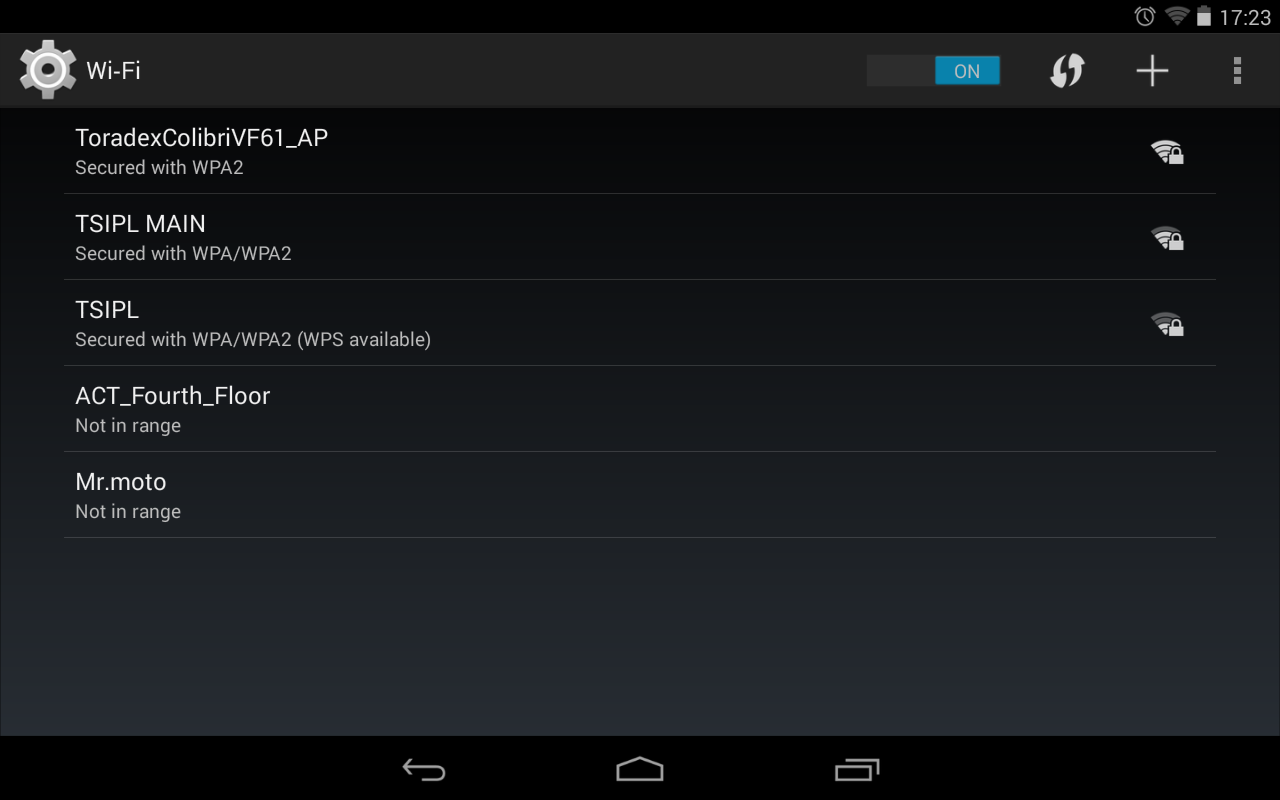 17:23
Wi-Fi
ON
ToradexColibriVF61_AP
Secured with WPA2
TSIPL MAIN
Secured with WPA/WPA2
TSIPL
Secured with WPA/WPA2 (WPS available)
ACT_Fourth_Floor
Not in range
Mr.moto
Not in range